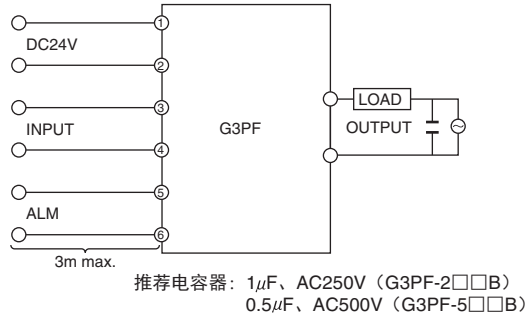 DC24V
INPUT
ALM
1
2
3
4
5
6
G3PF
LOAD
OUTPUT
3m max.
推荐电容器：1μF、AC250V（G3PF-2□□B）
0.5μF、AC500V（G3PF-5□□B）